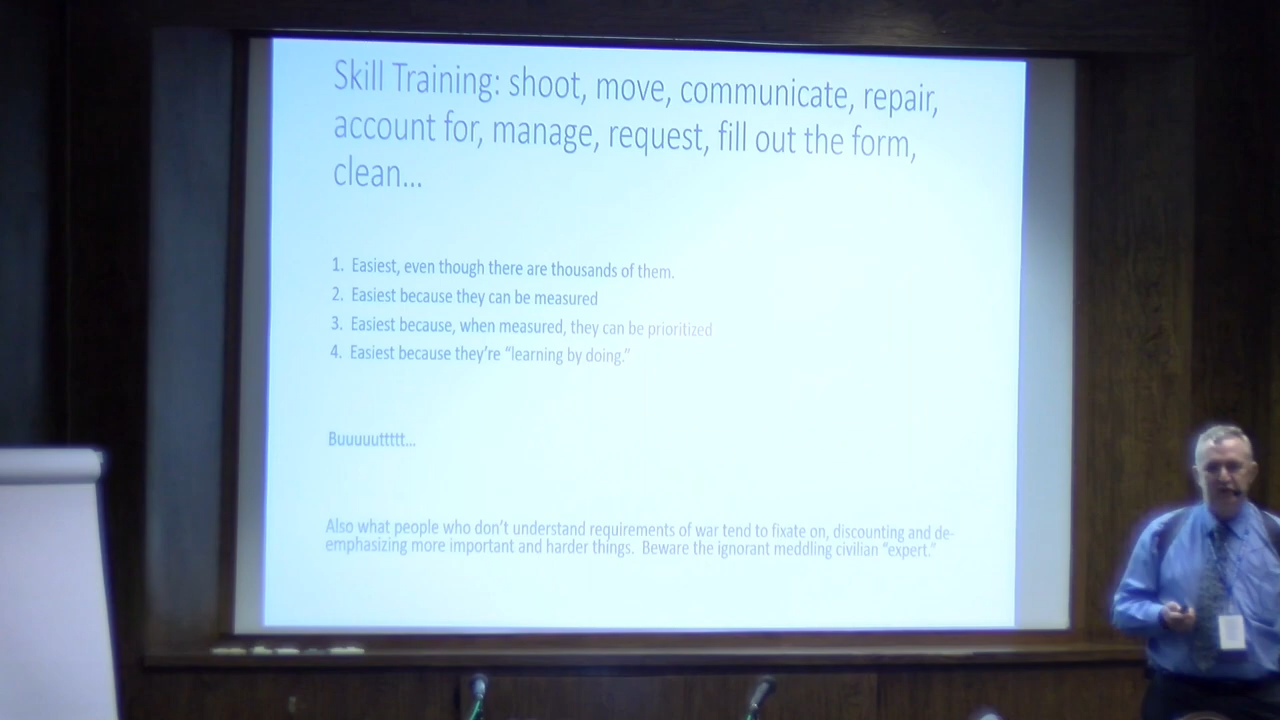 Skill Training: shoot, move, communicate, repair,
account for, manage, request, fill out the form,
clean...
1. Easiest, even though there are thousands of them.
2. Easiest because they can be measured
3. Easiest because, when measured, they can be prioritized
4. Easiest because they're “learning by doing.”
Buuuuuttttt...
Also what people who don't understand requirements of war tend to fixate on, discounting and de-
emphasizing more important and harder things. Beware the ignorant meddling civilian “expert.”